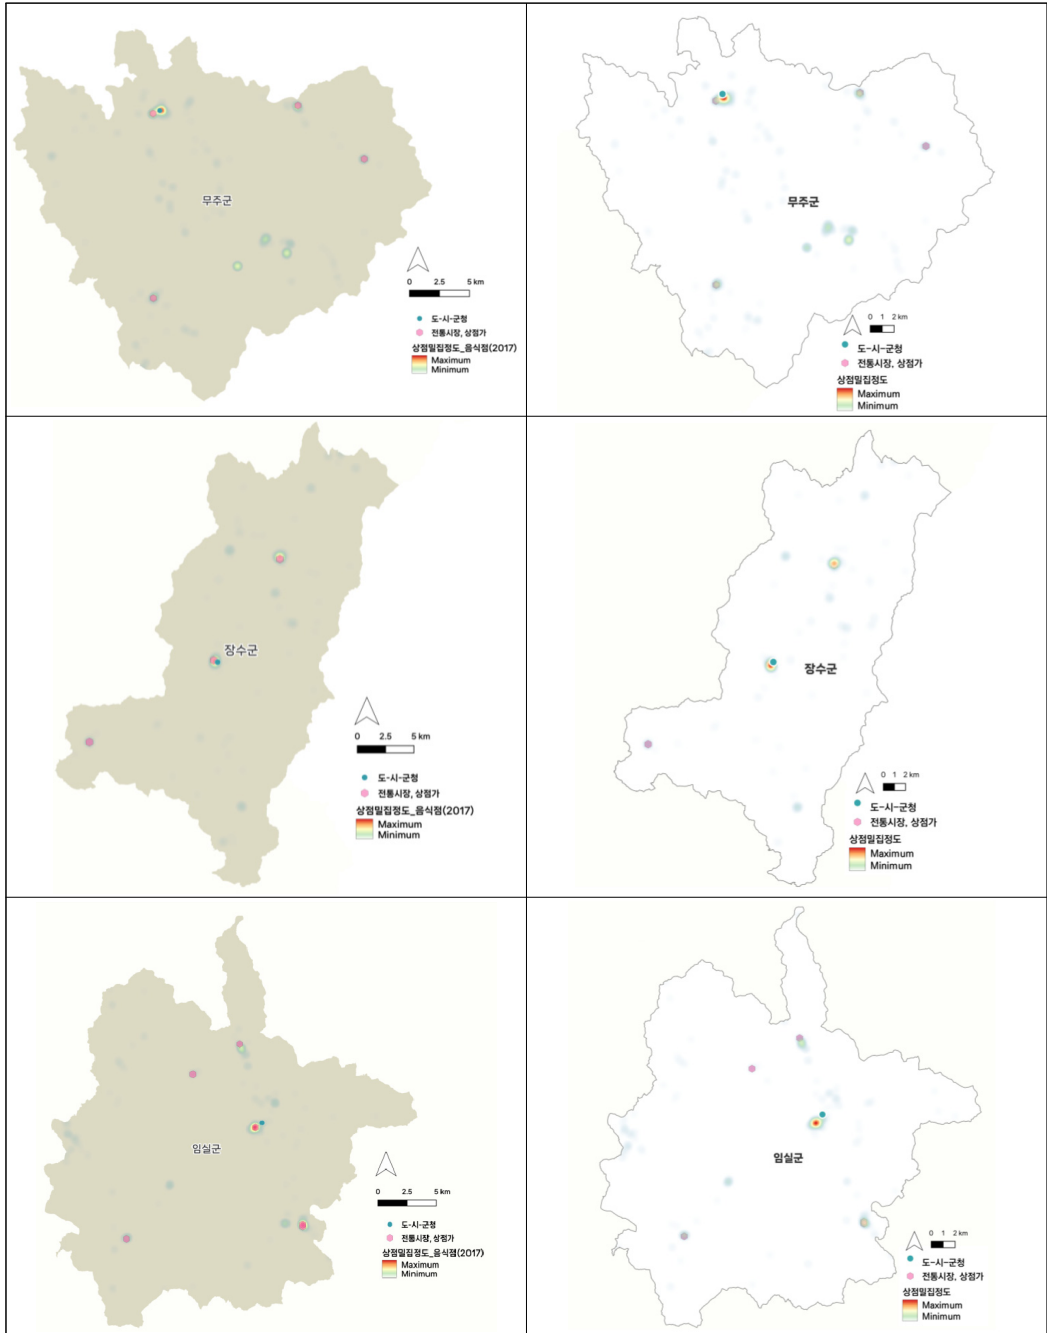 무주군
0 2.5 5 km
도-시-군청
전통시장, 상점가
상점밀집정도_음식점(2017)
Maximum
Minimum
무주군
0 1 2 km
도-시-군청
전통시장, 상점가
상점밀집정도
Maximum
Minimum
장수군
0 2.5 5 km
도-시-군청
전통시장, 상점가
상점밀집정도_음식점(2017)
Maximum
Minimum
장수군
0 1 2 km
도-시-군청
전통시장, 상점가
상점밀집정도
Maximum
Minimum
임실군
0 2.5 5 km
도-시-군청
전통시장, 상점가
상점밀집정도_음식점(2017)
Maximum
Minimum
임실군
0 1 2 km
도-시-군청
전통시장, 상점가
상점밀집정도
Maximum
Minimum